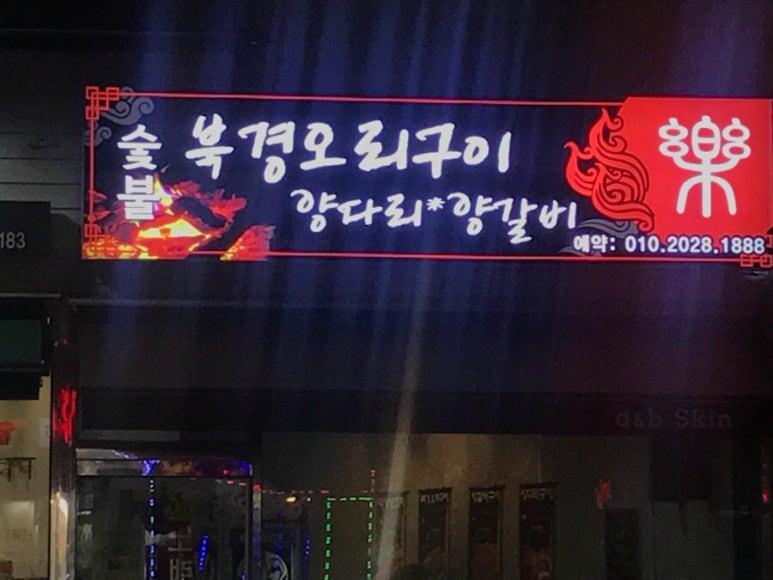 숯불
북경오리구이
양다리*양갈비
樂
예약: 010.2028.1888
183
d&b Skin